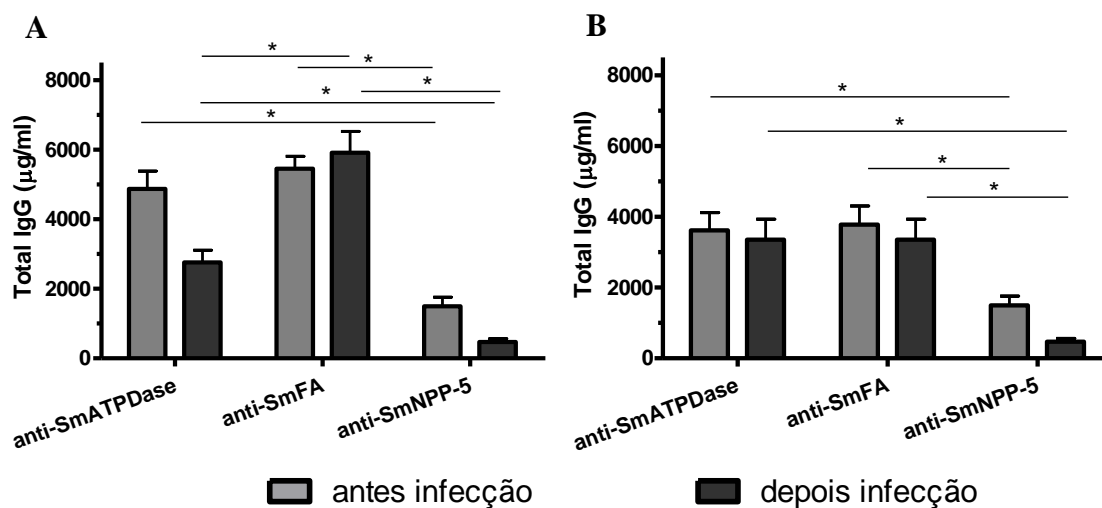 A
Total IgG (µg/ml)
8000
6000
4000
2000
0
* 
*
*
*
*
anti-SmATPDase
anti-SmFA
anti-SmNPP-5
B
Total IgG (µg/ml)
8000
6000
4000
2000
0
*
*
*
*
anti-SmATPDase
anti-SmFA
anti-SmNPP-5
antes infecção
depois infecção